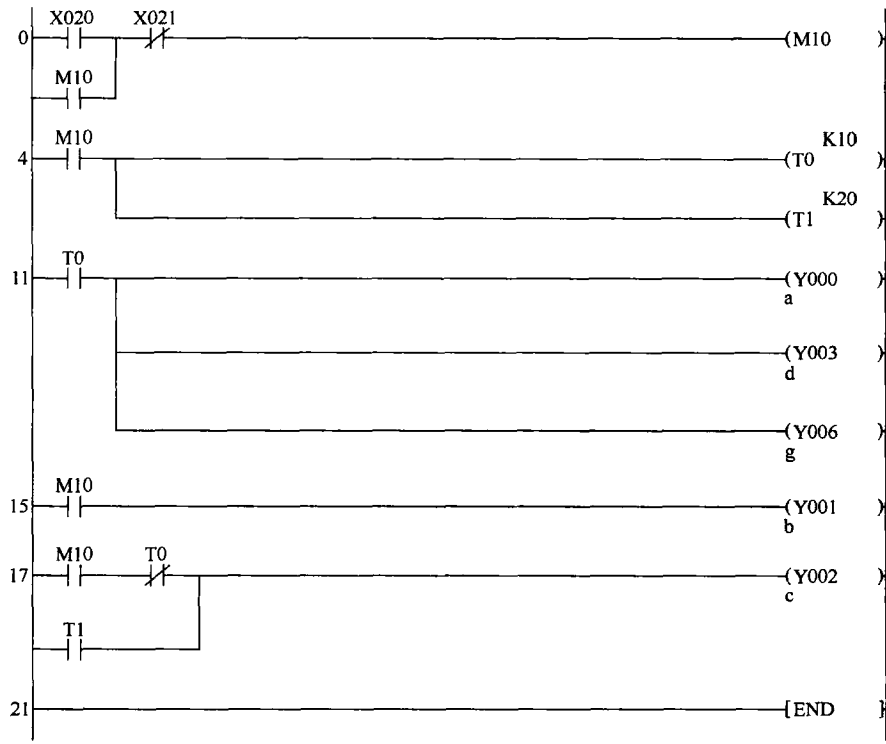 X020 X021
0 (M10 )
M10
M10 K10
4 (T0 )
K20
(T1 )
T0
11 (Y000 )
a
(Y003 )
d
(Y006 )
g
M10
15 (Y001 )
b
M10 T0
17 (Y002 )
c
T1
21 [END ]